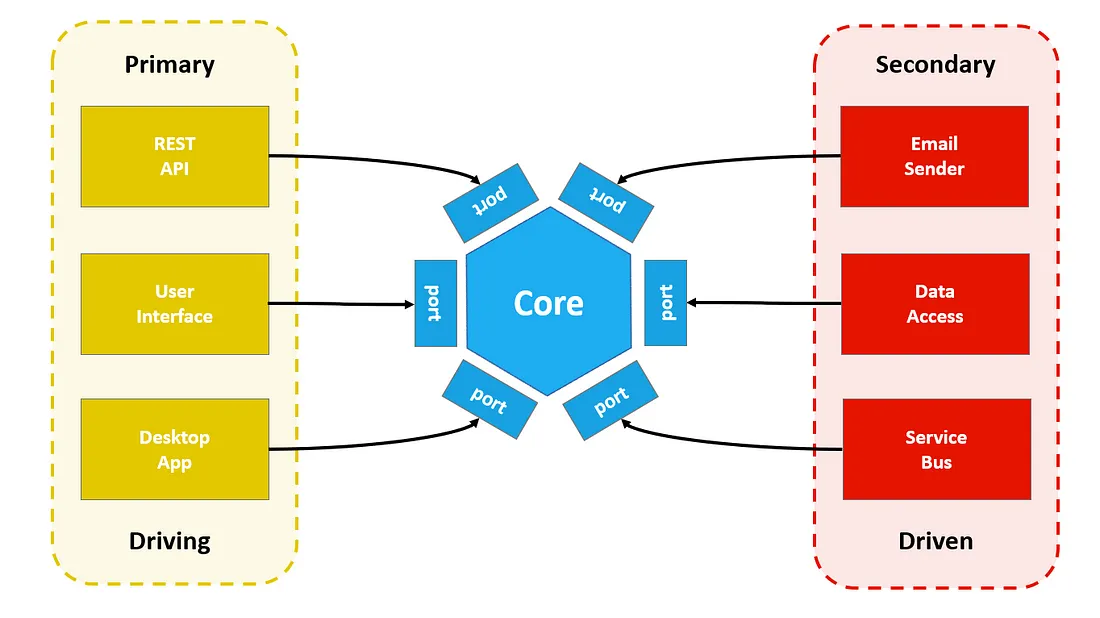 Primary
REST
API
User
Interface
Desktop
App
Driving
port
port
port
Core
port
port
port
Secondary
Email
Sender
Data
Access
Service
Bus
Driven